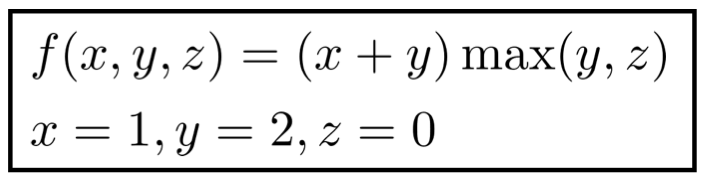 f(x, y, z) = (x + y) max(y, z)
x = 1, y = 2, z = 0